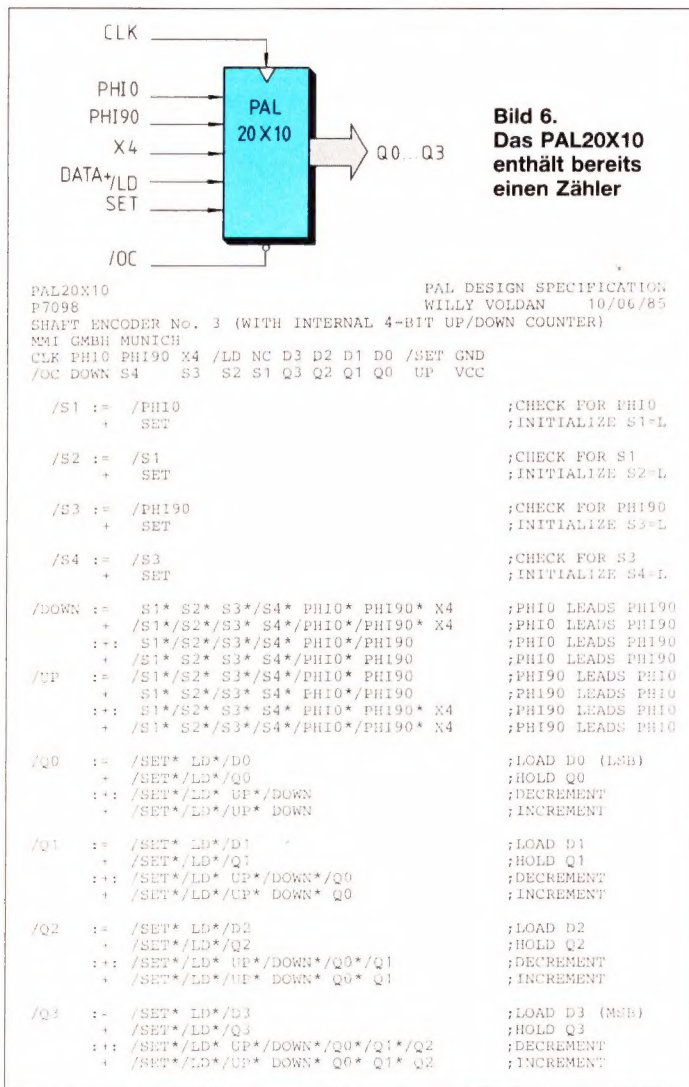 CLK
PHI0
PHI90
X4
DATA+/LD
SET
/OC
PAL
20X10
Q0...Q3
Bild 6.
Das PAL20X10
enthält bereits
einen Zähler
PAL20X10 PAL DESIGN SPECIFICATION
P7098 WILLY VOLDAN 10/06/85
SHAFT ENCODER No. 3 (WITH INTERNAL 4-BIT UP/DOWN COUNTER)
MMI GMBH MUNICH
CLK PHI0 PHI90 X4 /LD NC D3 D2 D1 D0 /SET GND
/OC DOWN S4 S3 S2 S1 Q3 Q2 Q1 Q0 UP VCC
/S1 := /PHI0 ;CHECK FOR PHI0
+ SET ;INITIALIZE S1=L
/S2 := /S1 ;CHECK FOR S1
+ SET ;INITIALIZE S2=L
/S3 := /PHI90 ;CHECK FOR PHI90
+ SET ;INITIALIZE S3=L
/S4 := /S3 ;CHECK FOR S3
+ SET ;INITIALIZE S4=L
/DOWN := S1* S2* S3*/S4* PHI0* PHI90* X4 ;PHI0 LEADS PHI90
+ /S1*/S2*/S3* S4*/PHI0*/PHI90* X4 ;PHI0 LEADS PHI90
:+: S1*/S2*/S3*/S4* PHI0*/PHI90 ;PHI0 LEADS PHI90
+ /S1* S2* S3* S4*/PHI0* PHI90 ;PHI0 LEADS PHI90
/UP := /S1*/S2* S3*/S4*/PHI0* PHI90 ;PHI90 LEADS PHI0
+ S1* S2*/S3* S4* PHI0*/PHI90 ;PHI90 LEADS PHI0
:+: S1*/S2* S3* S4* PHI0* PHI90* X4 ;PHI90 LEADS PHI0
+ /S1* S2*/S3*/S4*/PHI0*/PHI90* X4 ;PHI90 LEADS PHI0
/Q0 := /SET* LD*/D0 ;LOAD D0 (LSB)
+ /SET*/LD*/Q0 ;HOLD Q0
:+: /SET*/LD* UP*/DOWN ;DECREMENT
+ /SET*/LD*/UP* DOWN ;INCREMENT
/Q1 := /SET* LD*/D1 ;LOAD D1
+ /SET*/LD*/Q1 ;HOLD Q1
:+: /SET*/LD* UP*/DOWN*/Q0 ;DECREMENT
+ /SET*/LD*/UP* DOWN* Q0 ;INCREMENT
/Q2 := /SET* LD*/D2 ;LOAD D2
+ /SET*/LD*/Q2 ;HOLD Q2
:+: /SET*/LD* UP*/DOWN*/Q0*/Q1 ;DECREMENT
+ /SET*/LD*/UP* DOWN* Q0* Q1 ;INCREMENT
/Q3 := /SET* LD*/D3 ;LOAD D3 (MSB)
+ /SET*/LD*/Q3 ;HOLD Q3
:+: /SET*/LD* UP*/DOWN*/Q0*/Q1*/Q2 ;DECREMENT
+ /SET*/LD*/UP* DOWN* Q0* Q1* Q2 ;INCREMENT